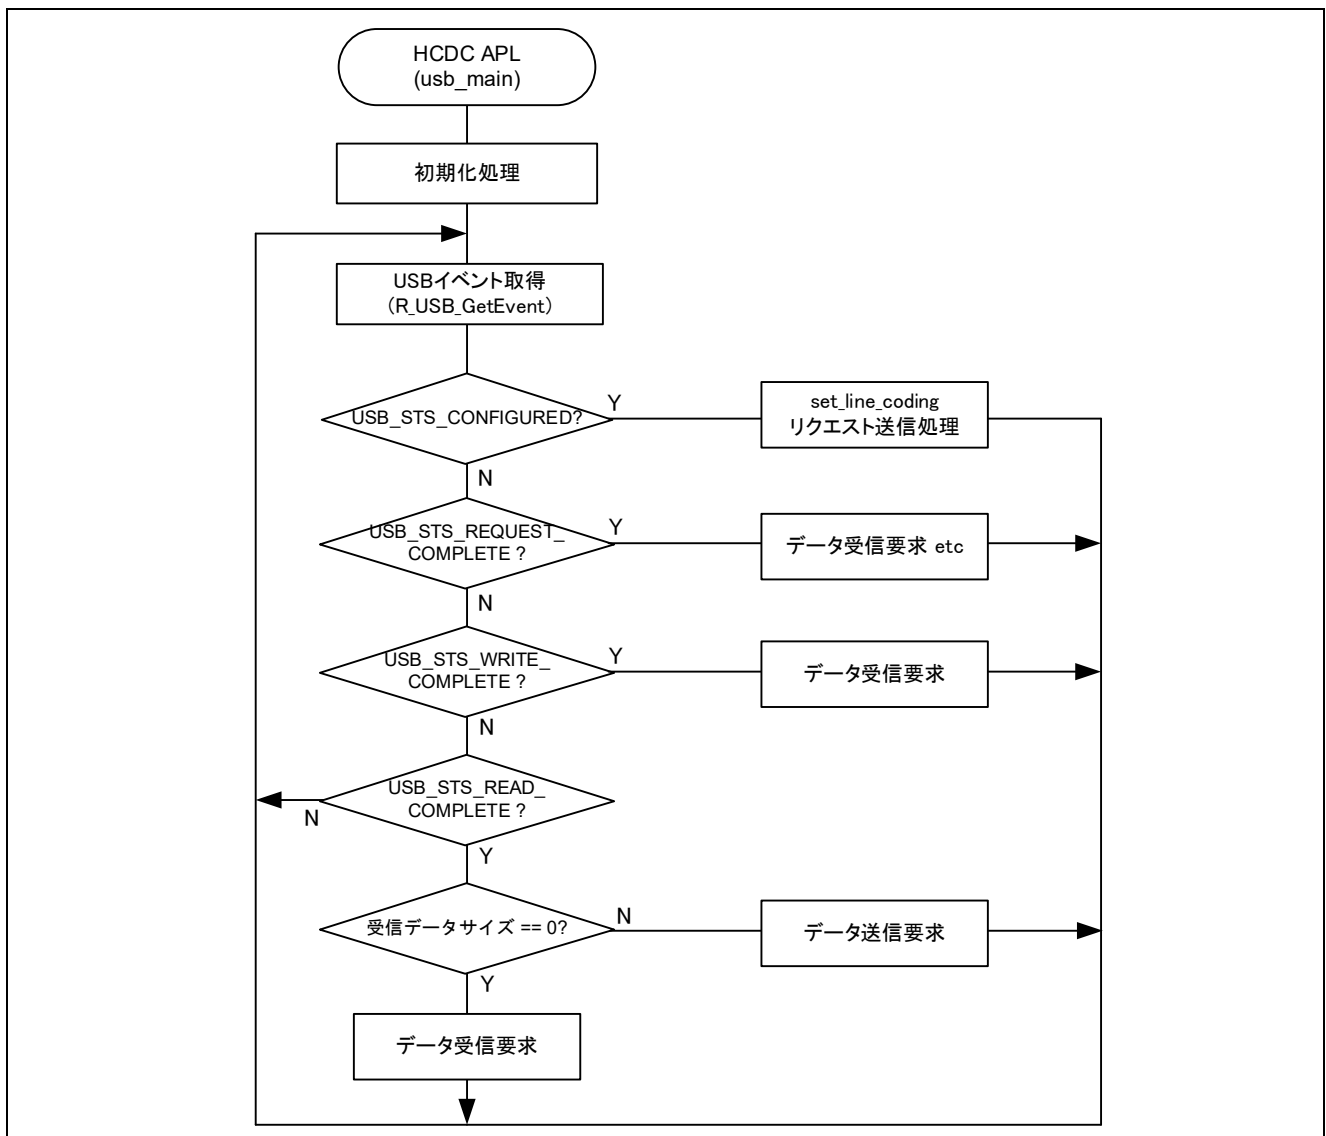 HCDC APL
(usb_main)
初期化処理
USBイベント取得
(R_USB_GetEvent)
USB_STS_CONFIGURED?
Y
set_line_coding
リクエスト送信処理
N
USB_STS_REQUEST_
COMPLETE ?
Y
データ受信要求 etc
N
USB_STS_WRITE_
COMPLETE ?
Y
データ受信要求
N
USB_STS_READ_
COMPLETE ?
N
Y
受信データサイズ == 0?
N
データ送信要求
Y
データ受信要求